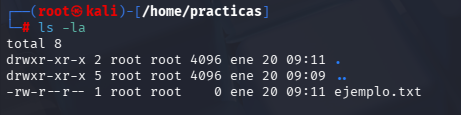 ┌──(root㉿kali)-[/home/practicas]
└─# ls -la
total 8
drwxr-xr-x 2 root root 4096 ene 20 09:11 .
drwxr-xr-x 5 root root 4096 ene 20 09:09 ..
-rw-r--r-- 1 root root    0 ene 20 09:11 ejemplo.txt